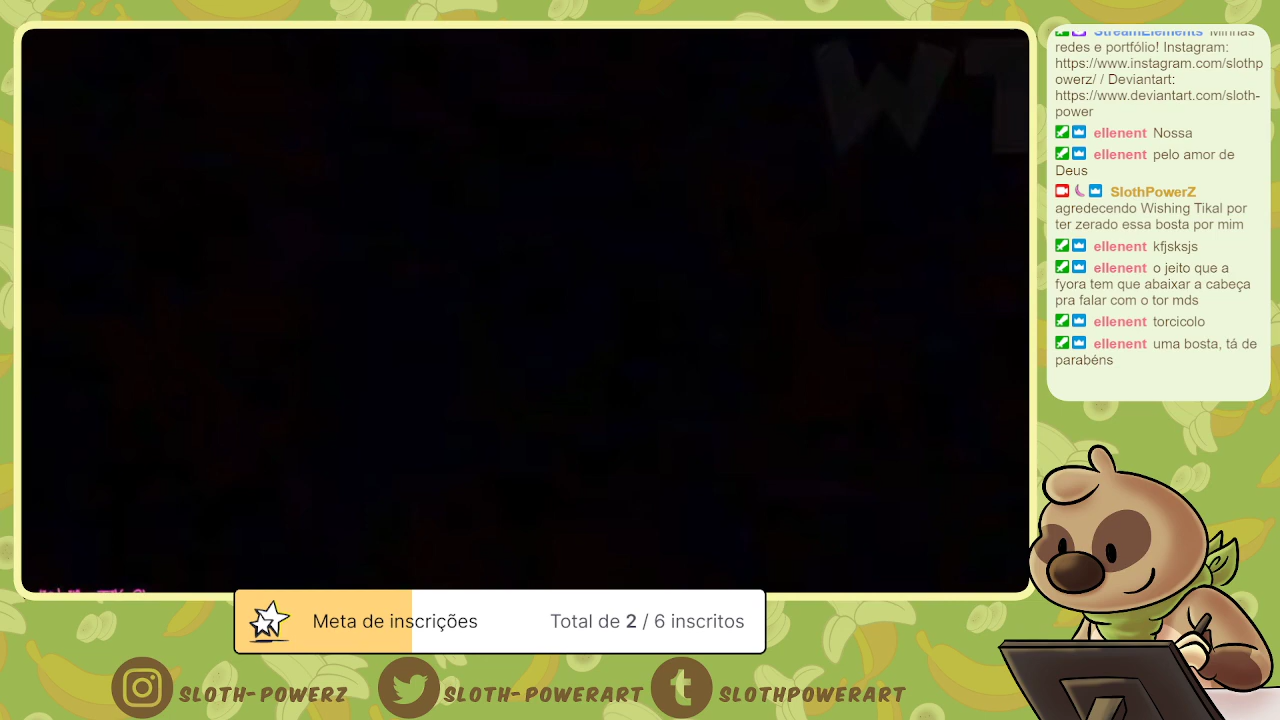 W
StreamElements Minhas
redes e portfólio! Instagram:
https://www.instagram.com/slothp
owerz/ / Deviantart:
https://www.deviantart.com/sloth-
power
ellenent Nossa
ellenent pelo amor de
Deus
SlothPowerZ
agredecendo Wishing Tikal por
ter zerado essa bosta por mim
ellenent kfjsksjs
ellenent o jeito que a
fyora tem que abaixar a cabeça
pra falar com o tor mds
ellenent torcicolo
ellenent uma bosta, tá de
parabéns
Meta de inscrições Total de 2 / 6 inscritos
SLOTH-POWERZ SLOTH-POWERART SLOTHPOWERART